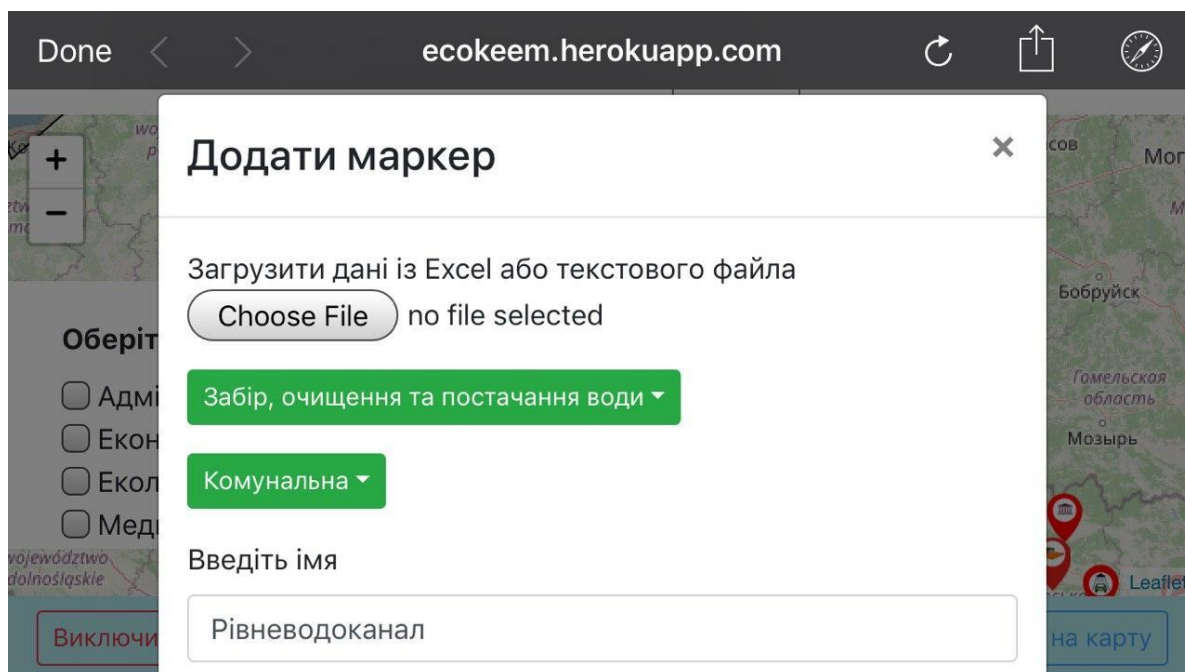 Done
ecokeem.herokuapp.com
Додати маркер
×
Загрузити дані із Excel або текстового файла
Choose File no file selected
Забір, очищення та постачання води
Комунальна
Введіть імя
Рівневодоканал
+
−
Оберіт
Адмі
Екон
Екол
Меді
województwo
dolnośląskie
Виключи
сов
Мог
Бобруйск
Гомельская
область
Мозырь
Leaflet
на карту